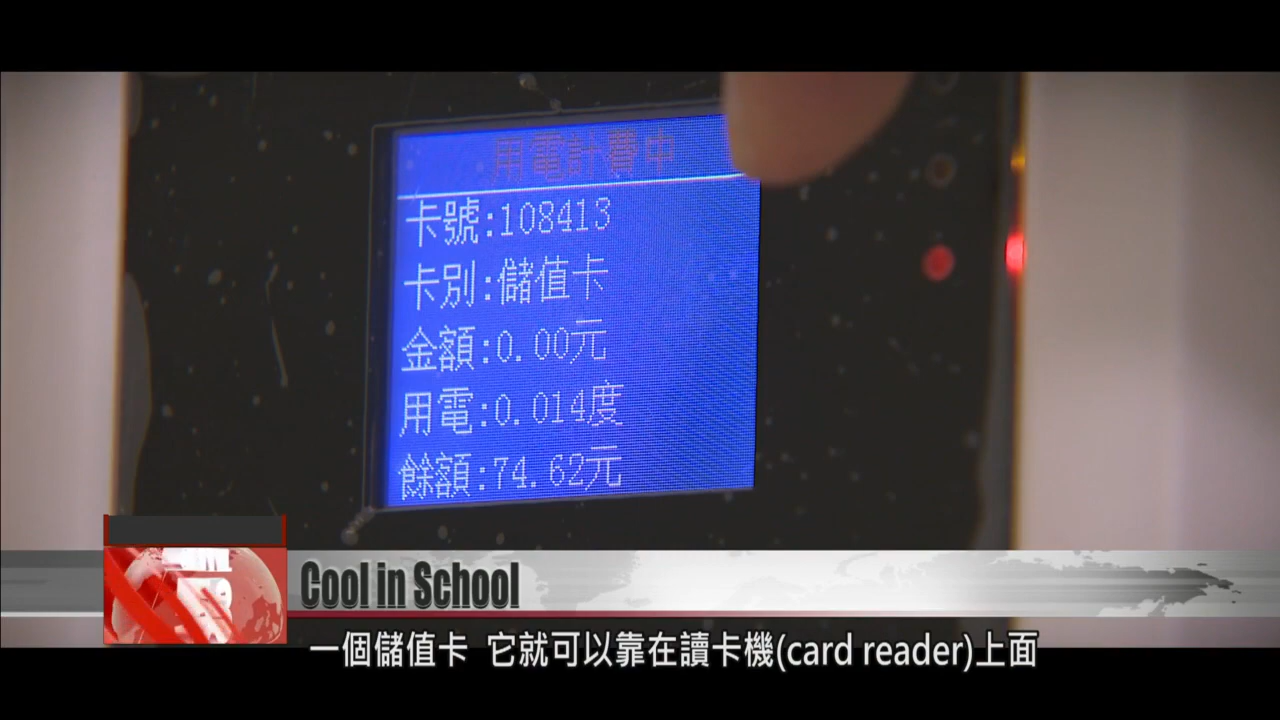 用電計費中
卡號:108413
卡別:儲值卡
金額:0.00元
用電:0.014度
餘額:74.62元
Cool in School
一個儲值卡 它就可以靠在讀卡機(card reader)上面